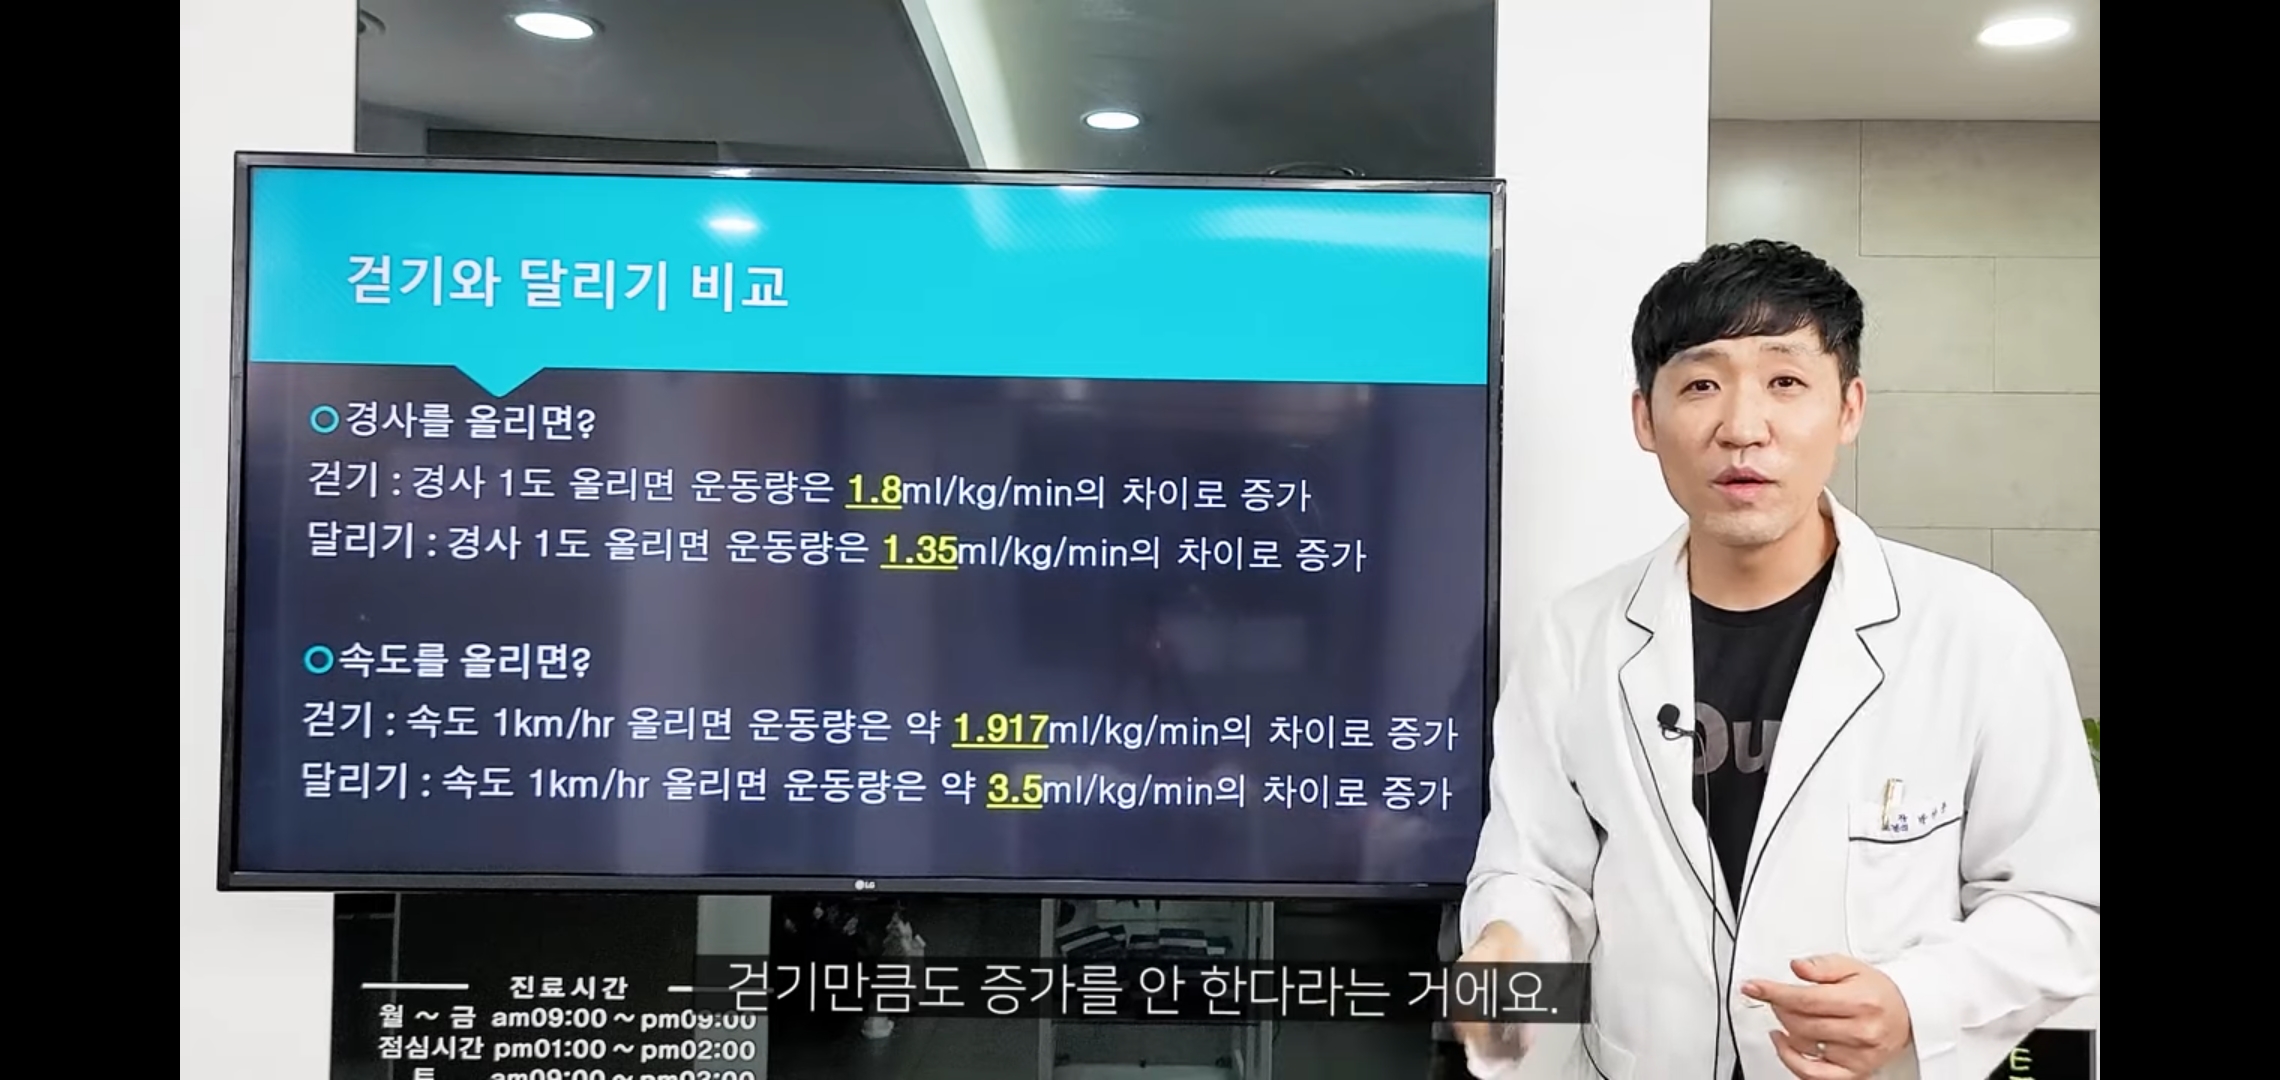 걷기와 달리기 비교
경사를 올리면?
걷기 : 경사 1도 올리면 운동량은 1.8ml/kg/min의 차이로 증가
달리기 : 경사 1도 올리면 운동량은 1.35ml/kg/min의 차이로 증가
속도를 올리면?
걷기 : 속도 1km/hr 올리면 운동량은 약 1.917ml/kg/min의 차이로 증가
달리기 : 속도 1km/hr 올리면 운동량은 약 3.5ml/kg/min의 차이로 증가
LG
Ou
걷기만큼도 증가를 안 한다라는 거에요.
진료시간
월 ~ 금 am09:00 ~ pm09:00
점심시간 pm01:00 ~ pm02:00
토 am09:00 ~ pm03:00